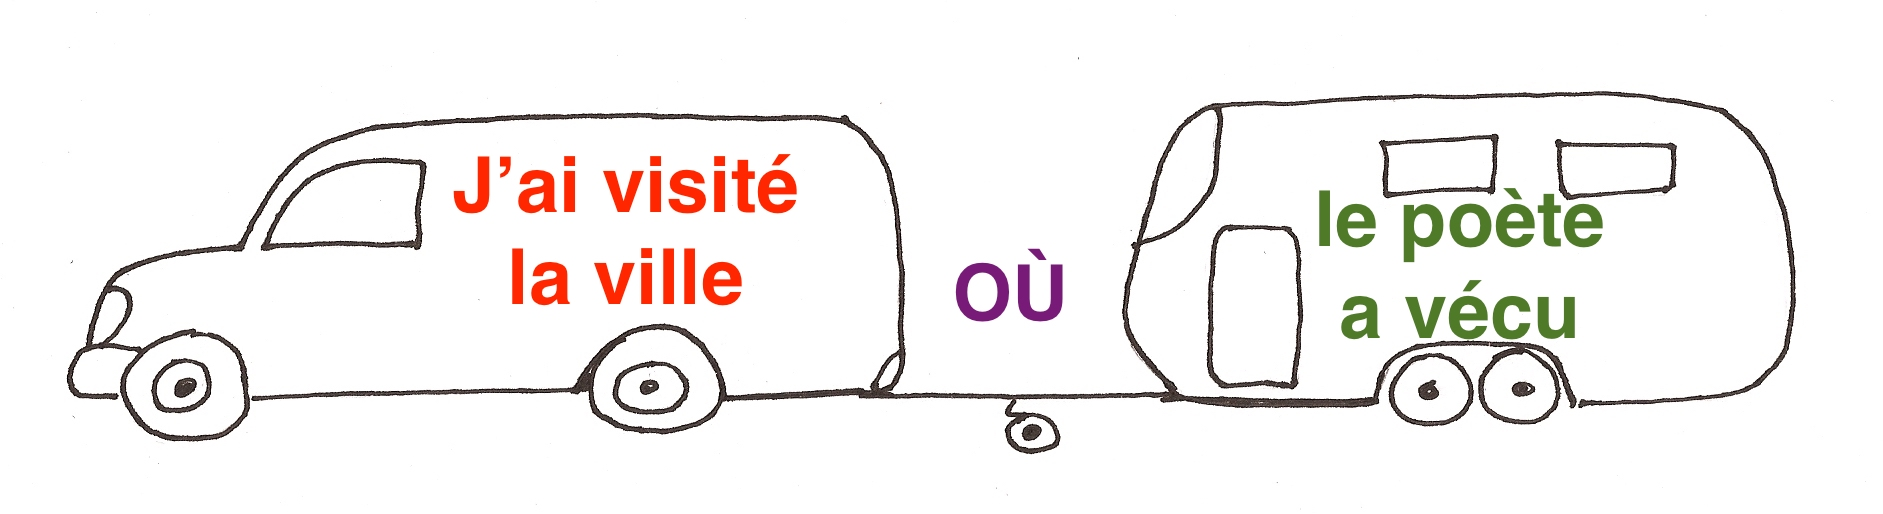 J’ai visité
la ville
OÙ
le poète
a vécu